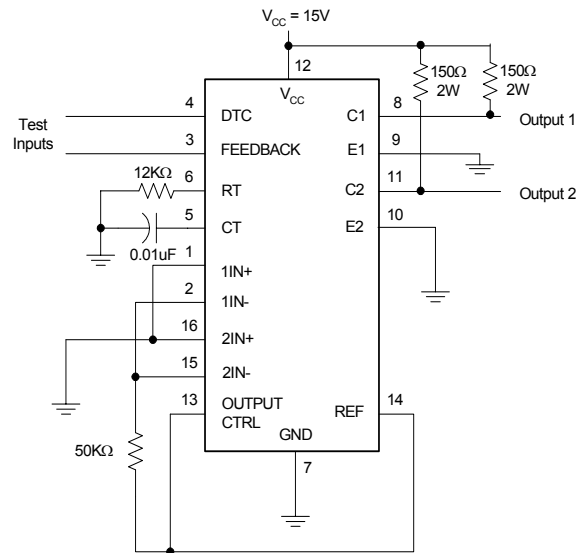 V_CC = 15V
12
V_CC
150Ω
2W
150Ω
2W
Test
Inputs
4
DTC
C1
8
Output 1
3
FEEDBACK
E1
9
12KΩ
6
RT
C2
11
Output 2
5
CT
0.01uF
E2
10
1
1IN+
2
1IN-
16
2IN+
15
2IN-
13
OUTPUT
CTRL
REF
14
GND
7
50KΩ